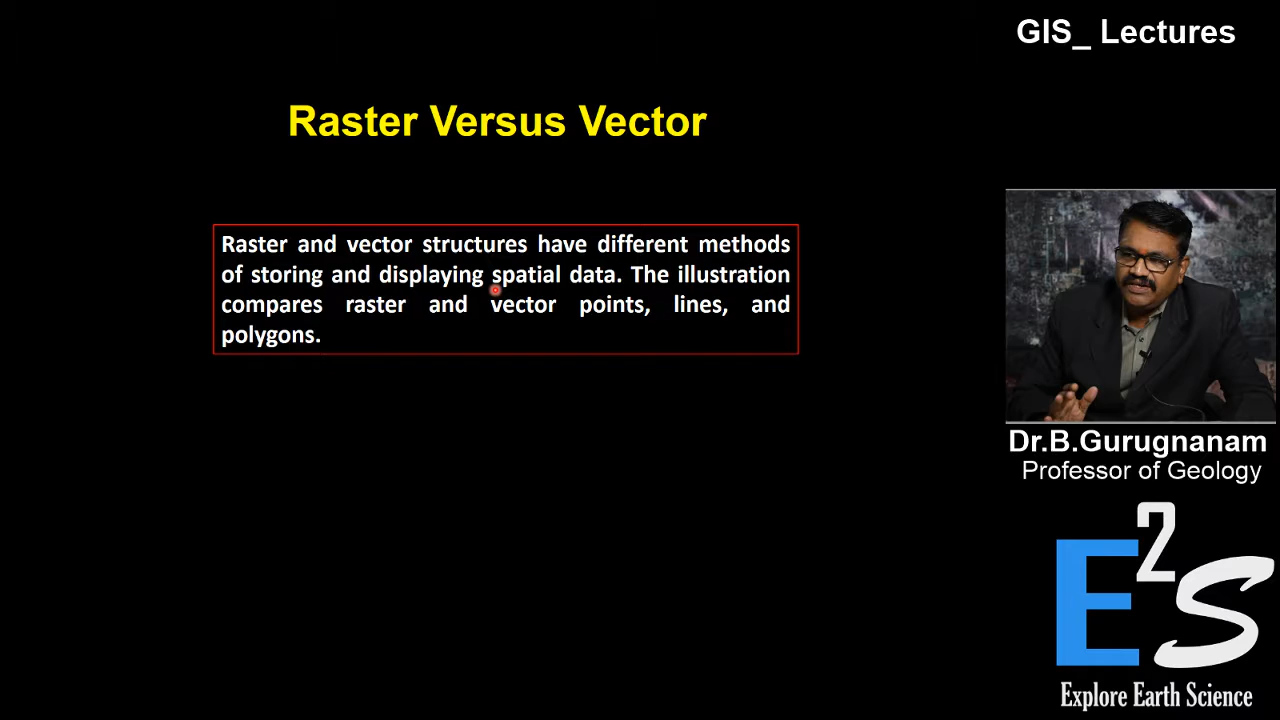 GIS_ Lectures
Raster Versus Vector
Raster and vector structures have different methods
of storing and displaying spatial data. The illustration
compares raster and vector points, lines, and
polygons.
Dr.B.Gurugnanam
Professor of Geology
E2S
Explore Earth Science